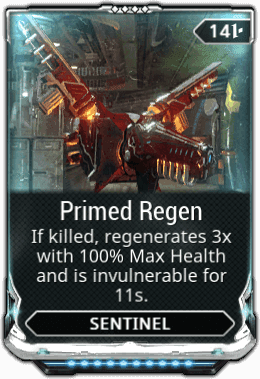 14
Primed Regen
If killed, regenerates 3x
with 100% Max Health
and is invulnerable for
11s.
SENTINEL